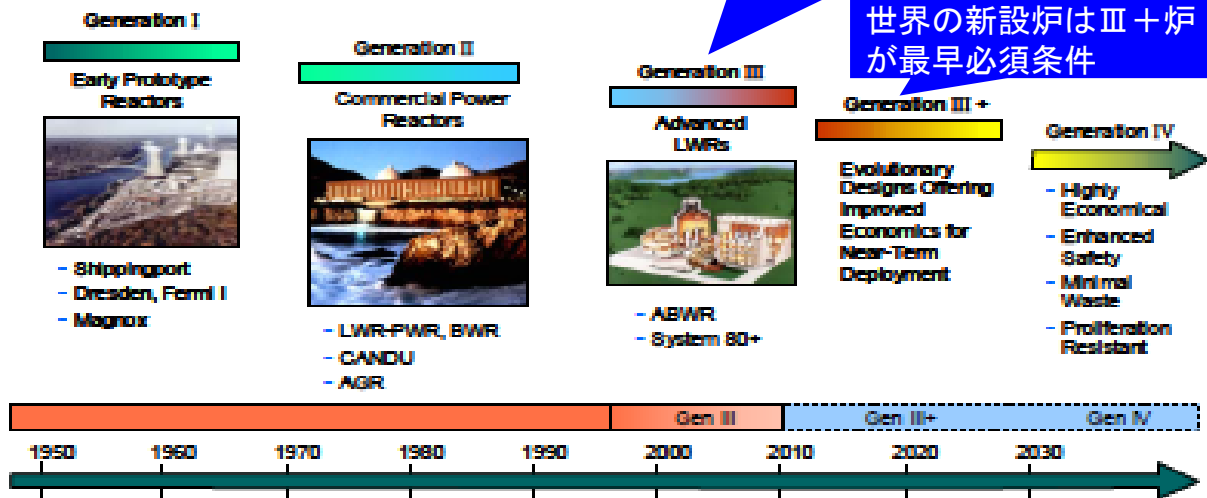 Generation I
Early Prototype
Reactors
- Shippingport
- Dresden, Fermi I
- Magnox
Generation II
Commercial Power
Reactors
- LWR-PWR, BWR
- CANDU
- AGR
Generation III
Advanced
LWRs
- ABWR
- System 80+
世界の新設炉はⅢ＋炉
が最早必須条件
Generation III +
Evolutionary
Designs Offering
Improved
Economics for
Near-Term
Deployment
Generation IV
- Highly
Economical
- Enhanced
Safety
- Minimal
Waste
- Proliferation
Resistant
Gen III
Gen III+
Gen IV
1950
1960
1970
1980
1990
2000
2010
2020
2030